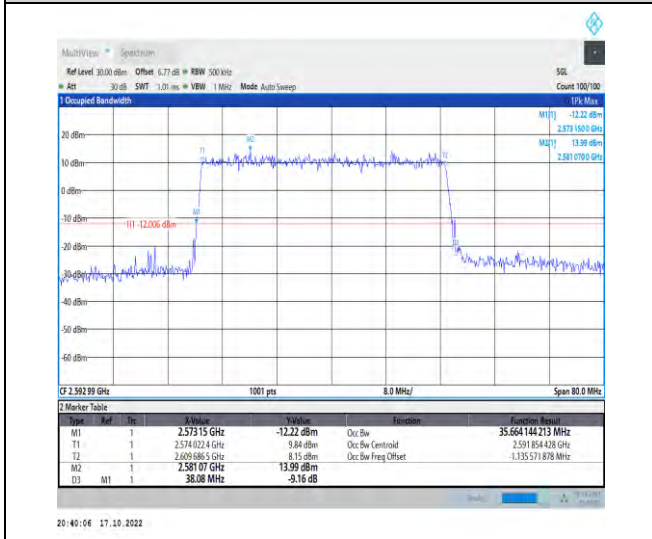 MultiView Spectrum
Ref Level 30.00 dBm Offset 6.77 dB RBW 500 kHz SGL
Att 30 dB SWT 1.01 ms VBW 1 MHz Mode Auto Sweep Count 100/100
1 Occupied Bandwidth 1Pk Max
M1[1] -12.22 dBm
2.573 150 0 GHz
M2[1] 13.99 dBm
2.581 070 0 GHz
20 dBm
M2
T1
T2
10 dBm
0 dBm
-10 dBm
M1
H1 -12.006 dBm
-20 dBm
-30 dBm
-40 dBm
-50 dBm
-60 dBm
CF 2.592 99 GHz 1001 pts 8.0 MHz/ Span 80.0 MHz
2 Marker Table
Type Ref Trc X-Value Y-Value Function Function Result
M1 1 2.573 15 GHz -12.22 dBm Occ Bw 35.664 144 213 MHz
T1 1 2.574 022 4 GHz 9.84 dBm Occ Bw Centroid 2.591 854 428 GHz
T2 1 2.609 686 5 GHz 8.15 dBm Occ Bw Freq Offset -1.135 571 878 MHz
M2 1 2.581 07 GHz 13.99 dBm
D3 M1 1 38.08 MHz -9.16 dB
20:40:06 17.10.2022